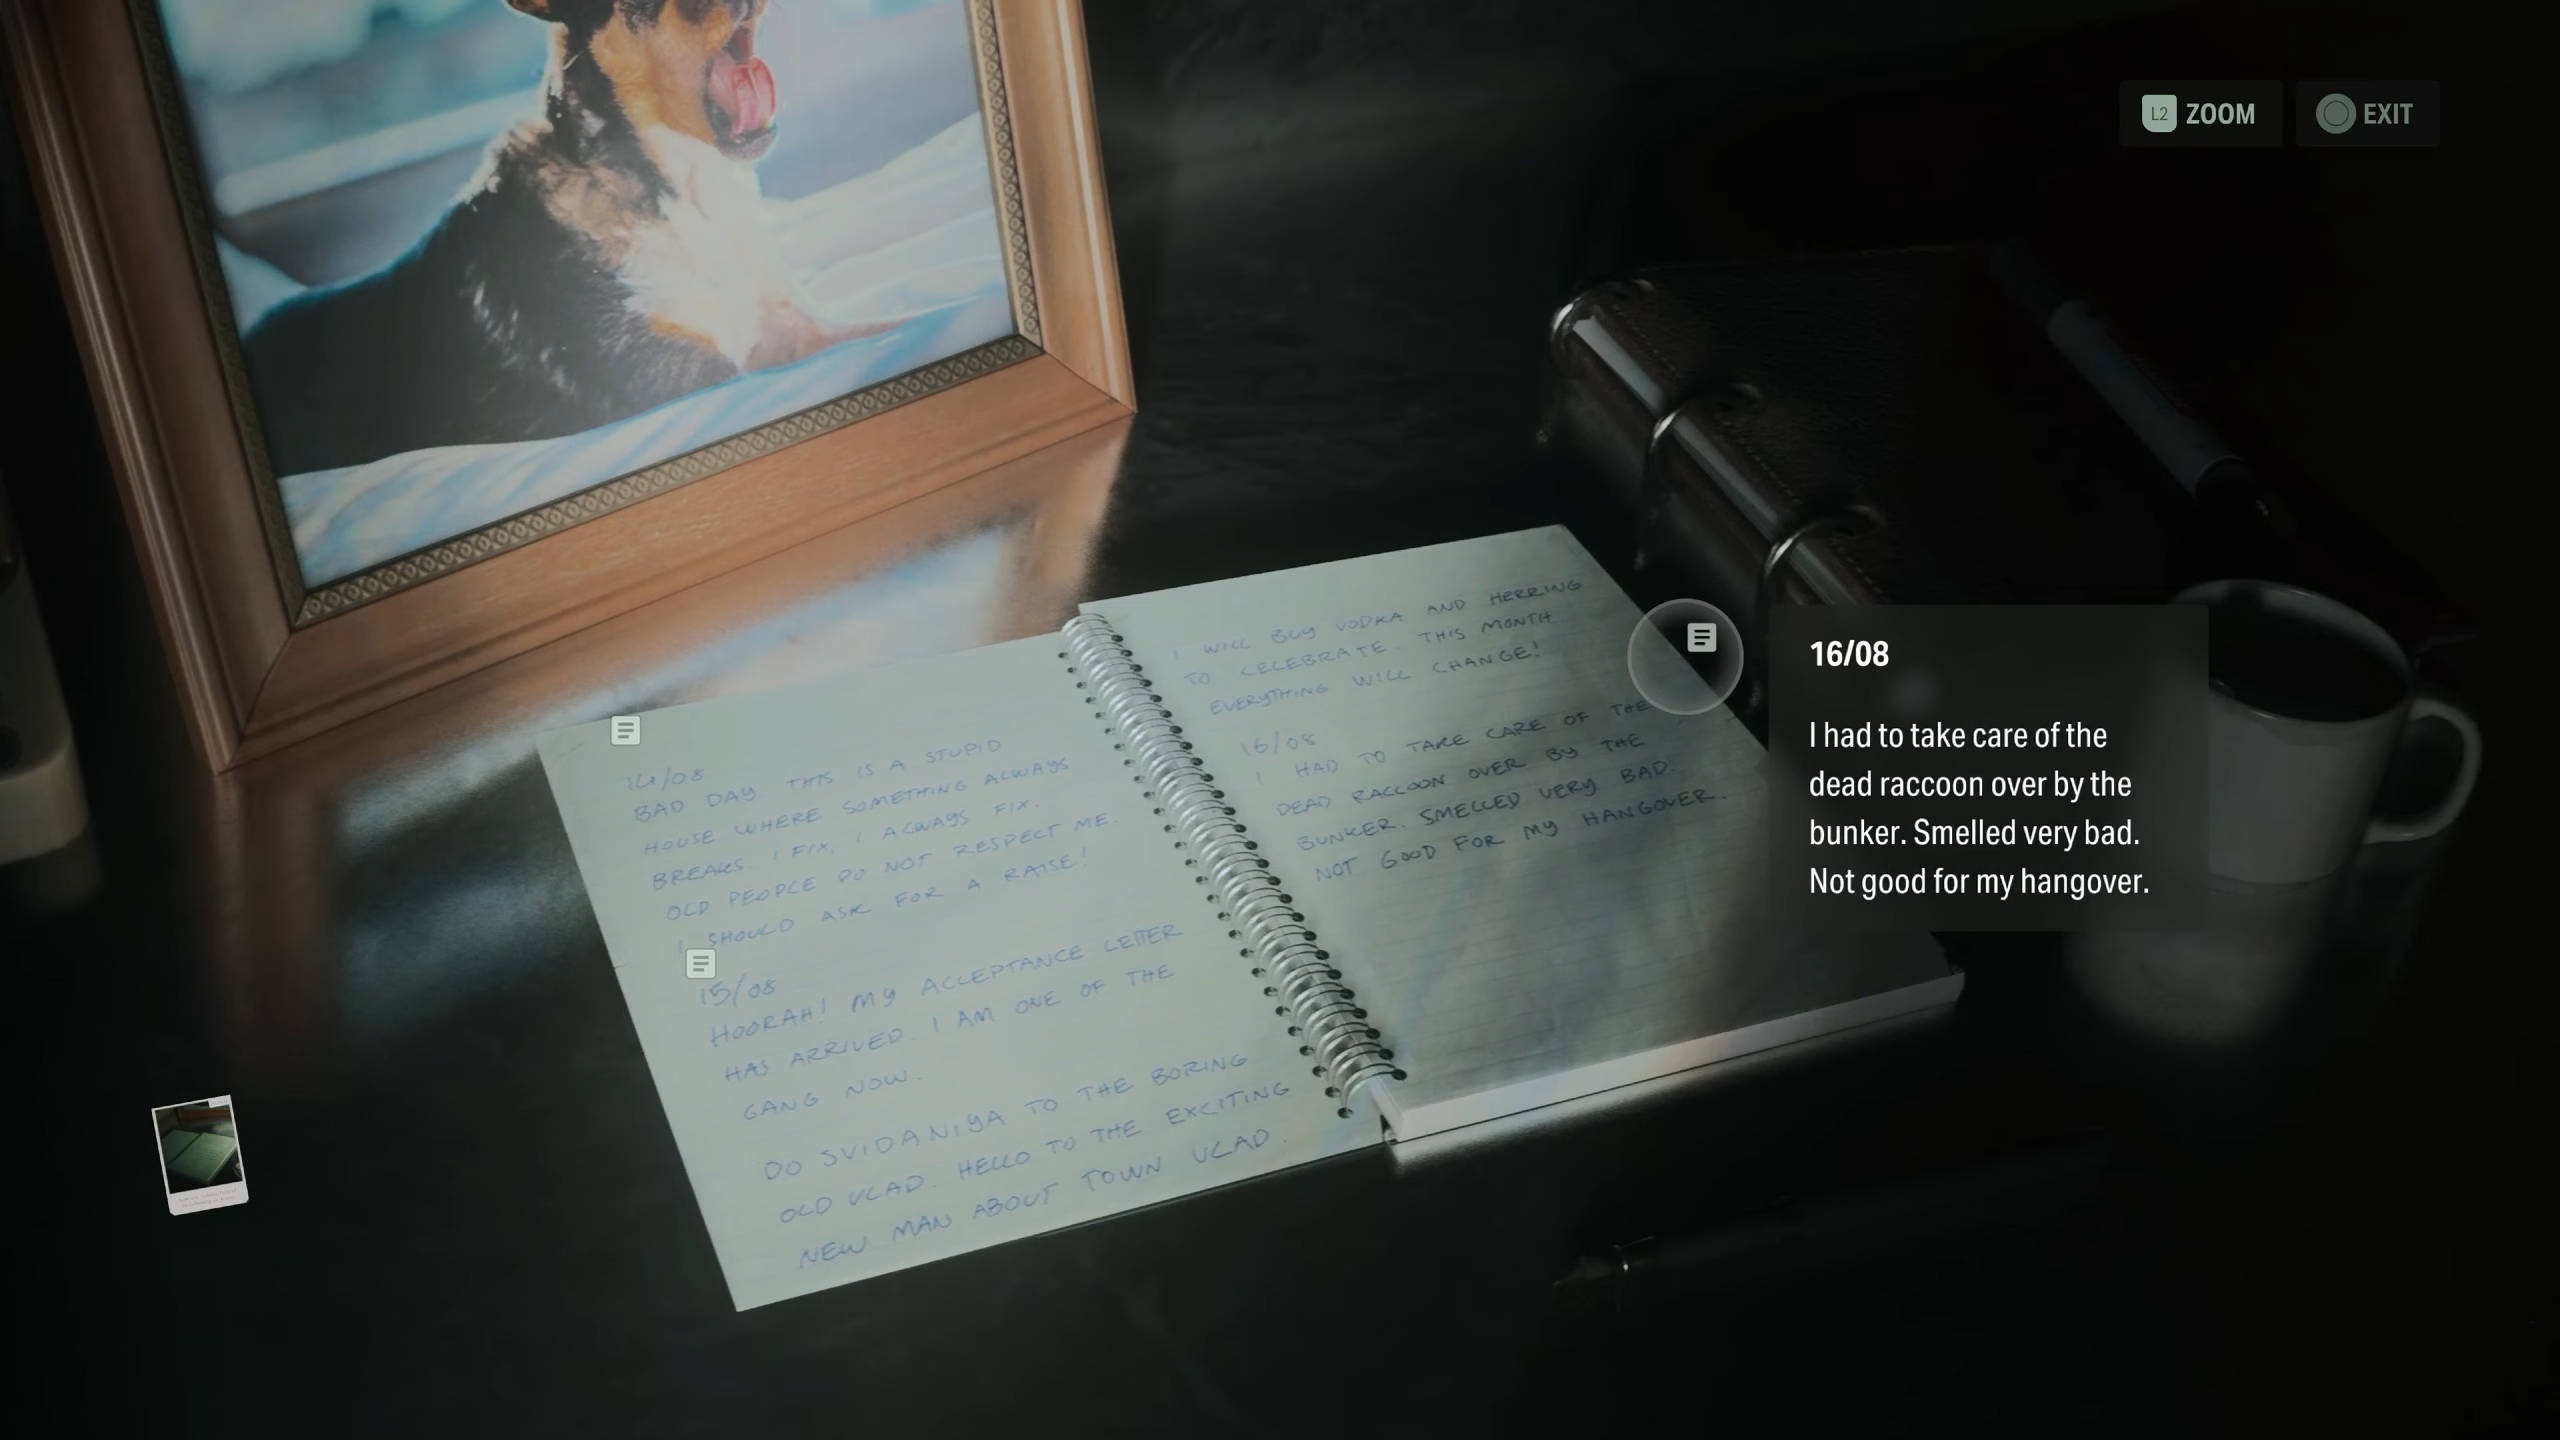 L2 ZOOM
EXIT
14/08
BAD DAY THIS IS A STUPID
HOUSE WHERE SOMETHING ALWAYS
BREAKS. I FIX, I ALWAYS FIX.
OLD PEOPLE DO NOT RESPECT ME.
I SHOULD ASK FOR A RAISE!
15/08
HOORAH! MY ACCEPTANCE LETTER
HAS ARRIVED. I AM ONE OF THE
GANG NOW.
DO SVIDANIYA TO THE BORING
OLD VLAD. HELLO TO THE EXCITING
NEW MAN ABOUT TOWN VLAD.
I WILL BUY VODKA AND HERRING
TO CELEBRATE. THIS MONTH
EVERYTHING WILL CHANGE!
16/08
I HAD TO TAKE CARE OF THE
DEAD RACCOON OVER BY THE
BUNKER. SMELLED VERY BAD.
NOT GOOD FOR MY HANGOVER.
16/08
I had to take care of the
dead raccoon over by the
bunker. Smelled very bad.
Not good for my hangover.